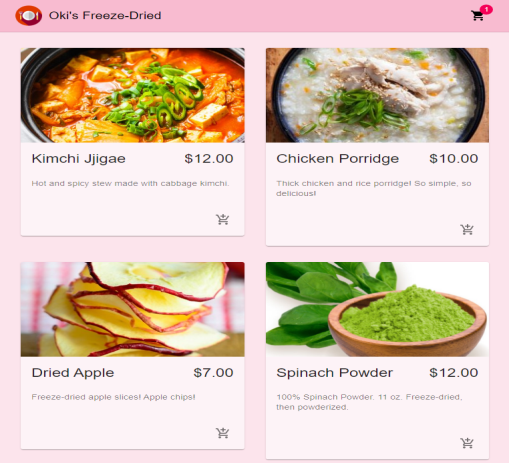 Oki's Freeze-Dried
1
Kimchi Jjigae $12.00
Hot and spicy stew made with cabbage kimchi.
Chicken Porridge $10.00
Thick chicken and rice porridge! So simple, so
delicious!
Dried Apple $7.00
Freeze-dried apple slices! Apple chips!
Spinach Powder $12.00
100% Spinach Powder. 11 oz. Freeze-dried,
then powderized.